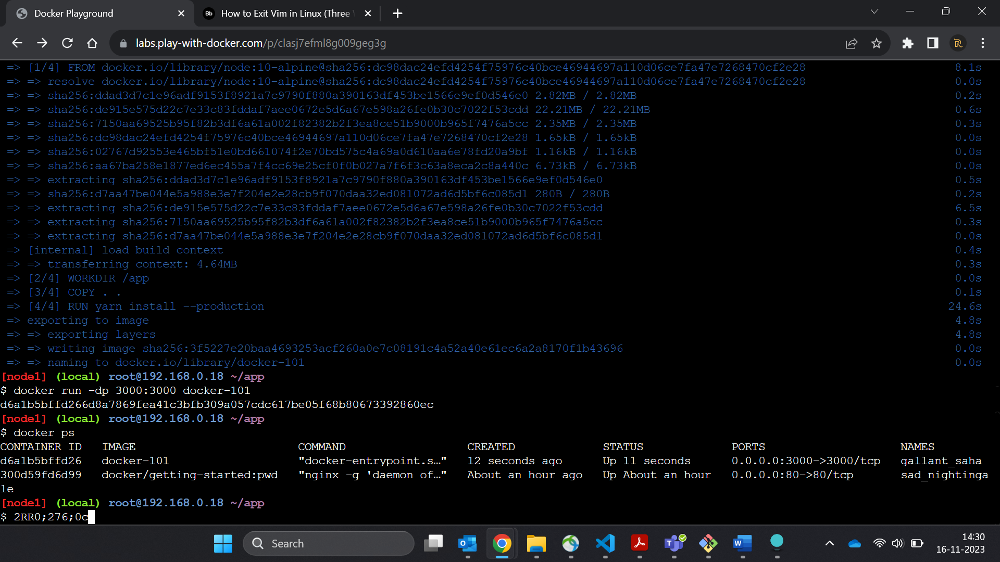 Docker Playground
Bb How to Exit Vim in Linux (Three
labs.play-with-docker.com/p/clasj7efml8g009geg3g
=> [1/4] FROM docker.io/library/node:10-alpine@sha256:dc98dac24efd4254f75976c40bce46944697a110d06ce7fa47e7268470cf2e28 8.1s
=> => resolve docker.io/library/node:10-alpine@sha256:dc98dac24efd4254f75976c40bce46944697a110d06ce7fa47e7268470cf2e28 0.0s
=> => sha256:ddad3d7c1e96adf9153f8921a7c9790f880a390163df453be1566e9ef0d546e0 2.82MB / 2.82MB 0.2s
=> => sha256:de915e575d22c7e33c83fddaf7aee0672e5d6a67e598a26fe0b30c7022f53cdd 22.21MB / 22.21MB 0.6s
=> => sha256:7150aa69525b95f82b3df6a61a002f82382b2f3ea8ce51b9000b965f7476a5cc 2.35MB / 2.35MB 0.3s
=> => sha256:dc98dac24efd4254f75976c40bce46944697a110d06ce7fa47e7268470cf2e28 1.65kB / 1.65kB 0.0s
=> => sha256:02767d92553e465bf51e0bd661074f2e70bd575c4a69a0d610aa6e78fd20a9bf 1.16kB / 1.16kB 0.0s
=> => sha256:aa67ba258e1877ed6ec455a7f4cc69e25cf0f0b027a7f6f3c63a8eca2c8a440c 6.73kB / 6.73kB 0.0s
=> => extracting sha256:ddad3d7c1e96adf9153f8921a7c9790f880a390163df453be1566e9ef0d546e0 0.5s
=> => sha256:d7aa47be044e5a988e3e7f204e2e28cb9f070daa32ed081072ad6d5bf6c085d1 280B / 280B 0.2s
=> => extracting sha256:de915e575d22c7e33c83fddaf7aee0672e5d6a67e598a26fe0b30c7022f53cdd 6.5s
=> => extracting sha256:7150aa69525b95f82b3df6a61a002f82382b2f3ea8ce51b9000b965f7476a5cc 0.3s
=> => extracting sha256:d7aa47be044e5a988e3e7f204e2e28cb9f070daa32ed081072ad6d5bf6c085d1 0.0s
=> [internal] load build context 0.4s
=> => transferring context: 4.64MB 0.3s
=> [2/4] WORKDIR /app 0.0s
=> [3/4] COPY . . 0.1s
=> [4/4] RUN yarn install --production 24.6s
=> exporting to image 4.8s
=> => exporting layers 4.8s
=> => writing image sha256:3f5227e20baa4693253acf260a0e7c08191c4a52a40e61ec6a2a8170f1b43696 0.0s
=> => naming to docker.io/library/docker-101 0.0s
[node1] (local) root@192.168.0.18 ~/app
$ docker run -dp 3000:3000 docker-101
d6a1b5bffd266d8a7869fea41c3bfb309a057cdc617be05f68b80673392860ec
[node1] (local) root@192.168.0.18 ~/app
$ docker ps
CONTAINER ID IMAGE COMMAND CREATED STATUS PORTS NAMES
d6a1b5bffd26 docker-101 "docker-entrypoint.s…" 12 seconds ago Up 11 seconds 0.0.0.0:3000->3000/tcp gallant_saha
300d59fd6d99 docker/getting-started:pwd "nginx -g 'daemon of…" About an hour ago Up About an hour 0.0.0.0:80->80/tcp sad_nightinga
le
[node1] (local) root@192.168.0.18 ~/app
$ 2RR0;276;0c
Search
14:30
16-11-2023